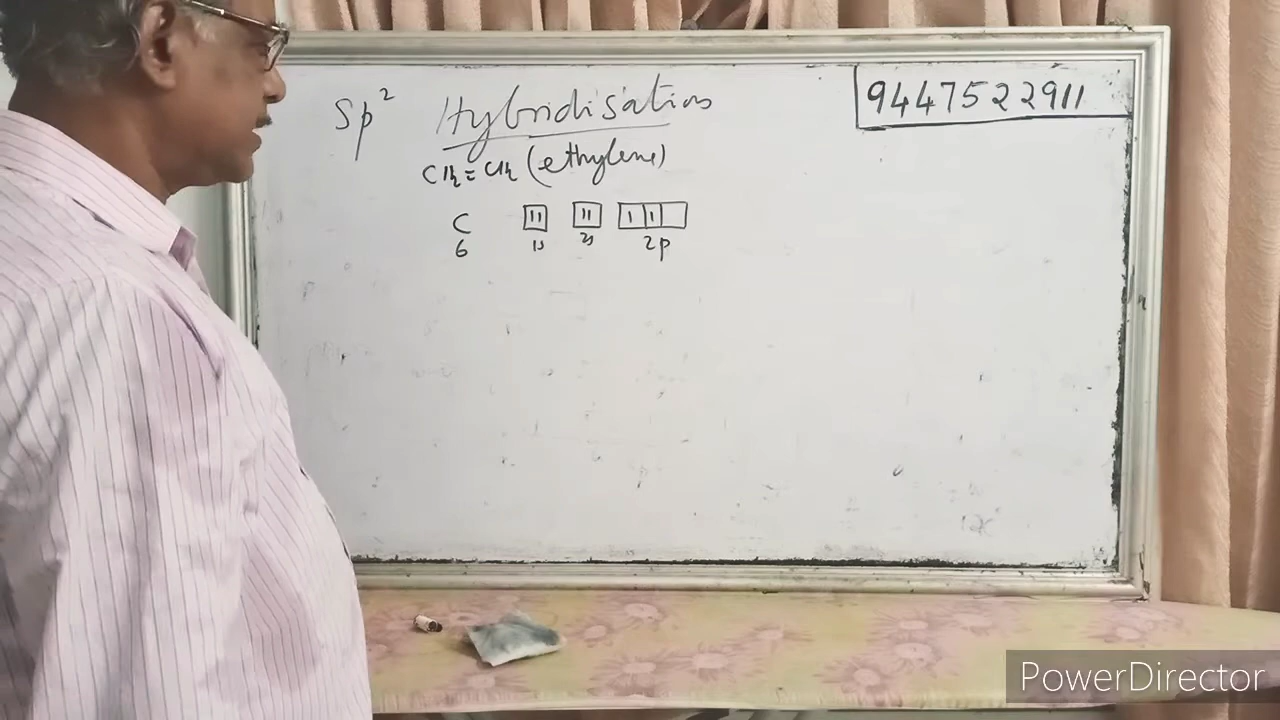 Sp² Hybridisation
9447522911
CH₂=CH₂ (ethylene)
C
6 1s 2s 2p
PowerDirector